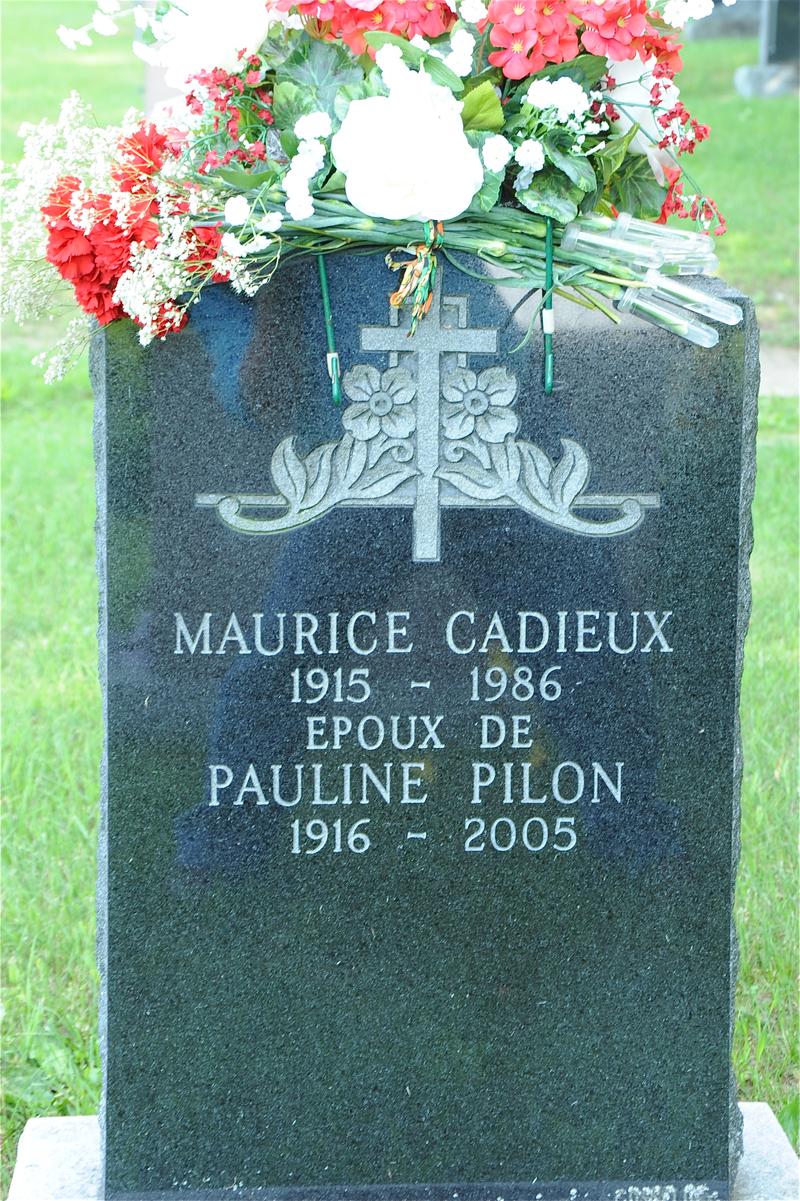 MAURICE CADIEUX
1915 - 1986
EPOUX DE
PAULINE PILON
1916 - 2005